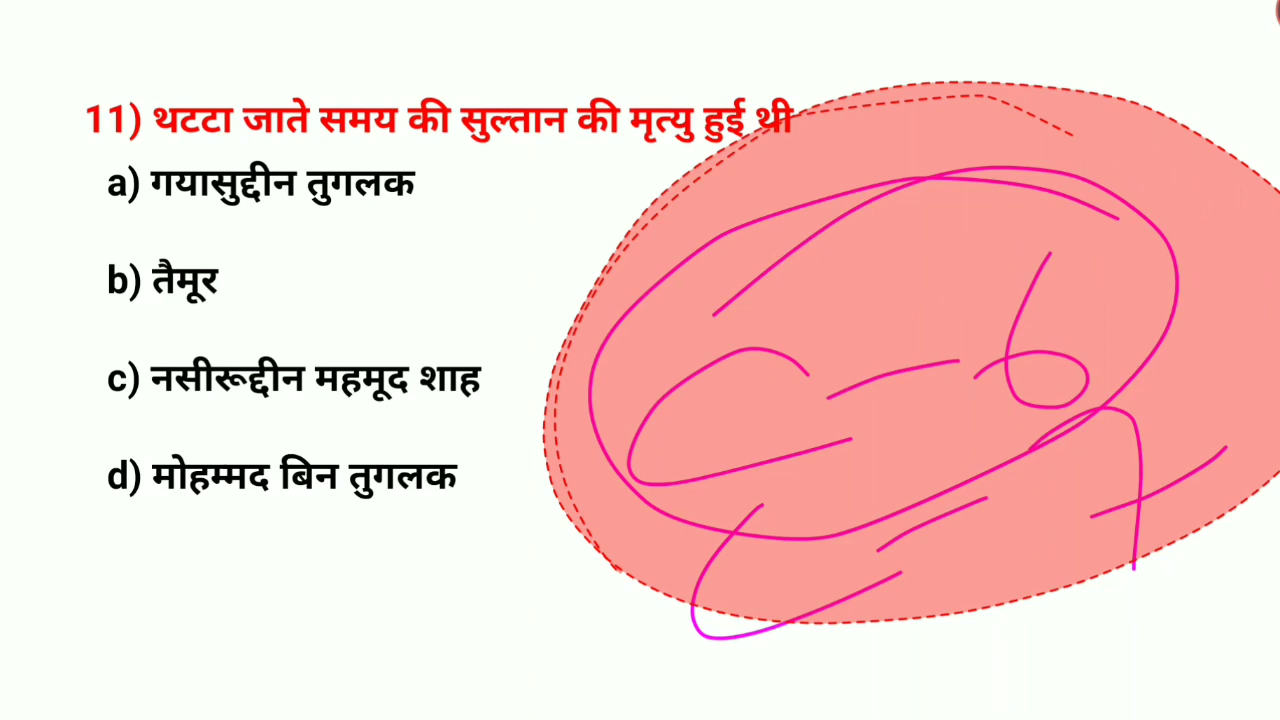 11) थटटा जाते समय की सुल्तान की मृत्यु हुई थी
a) गयासुद्दीन तुगलक
b) तैमूर
c) नसीरूद्दीन महमूद शाह
d) मोहम्मद बिन तुगलक